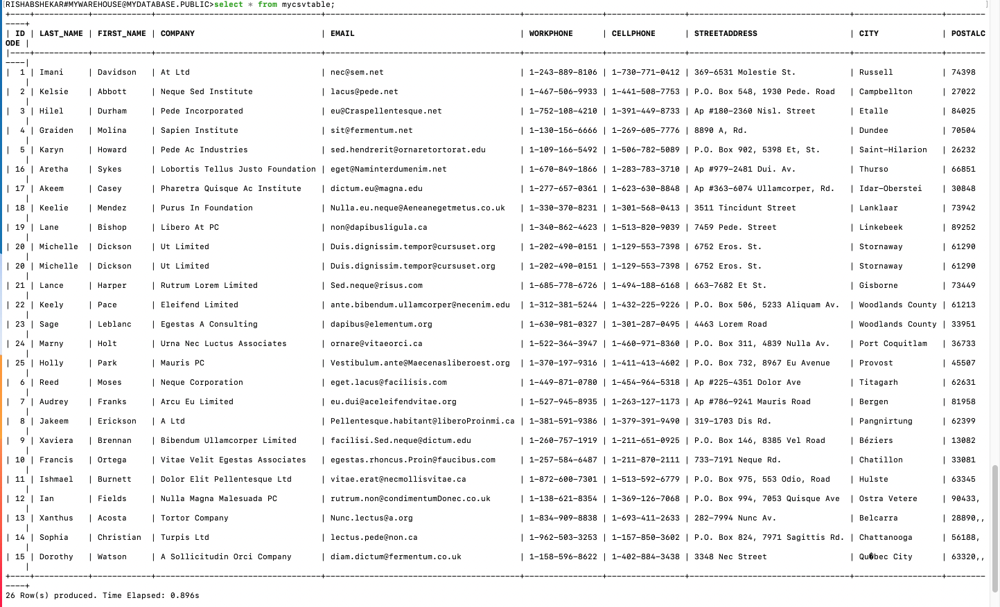 RISHABSHEKAR#MYWAREHOUSE@MYDATABASE.PUBLIC>select * from mycsvtable;
| ID | LAST_NAME | FIRST_NAME | COMPANY | EMAIL | WORKPHONE | CELLPHONE | STREETADDRESS | CITY | POSTALC
ODE |
| 1 | Imani | Davidson | At Ltd | nec@sem.net | 1-243-889-8106 | 1-730-771-0412 | 369-6531 Molestie St. | Russell | 74398
| 2 | Kelsie | Abbott | Neque Sed Institute | lacus@pede.net | 1-467-506-9933 | 1-441-508-7753 | P.O. Box 548, 1930 Pede. Road | Campbellton | 27022
| 3 | Hilel | Durham | Pede Incorporated | eu@Craspellentesque.net | 1-752-108-4210 | 1-391-449-8733 | Ap #180-2360 Nisl. Street | Etalle | 84025
| 4 | Graiden | Molina | Sapien Institute | sit@fermentum.net | 1-130-156-6666 | 1-269-605-7776 | 8890 A, Rd. | Dundee | 70504
| 5 | Karyn | Howard | Pede Ac Industries | sed.hendrerit@ornaretortorat.edu | 1-109-166-5492 | 1-506-782-5089 | P.O. Box 902, 5398 Et, St. | Saint-Hilarion | 26232
| 16 | Aretha | Sykes | Lobortis Tellus Justo Foundation | eget@Naminterdumenim.net | 1-670-849-1866 | 1-283-783-3710 | Ap #979-2481 Dui. Av. | Thurso | 66851
| 17 | Akeem | Casey | Pharetra Quisque Ac Institute | dictum.eu@magna.edu | 1-277-657-0361 | 1-623-630-8848 | Ap #363-6074 Ullamcorper, Rd. | Idar-Oberstei | 30848
| 18 | Keelie | Mendez | Purus In Foundation | Nulla.eu.neque@Aeneanegetmetus.co.uk | 1-330-370-8231 | 1-301-568-0413 | 3511 Tincidunt Street | Lanklaar | 73942
| 19 | Lane | Bishop | Libero At PC | non@dapibusligula.ca | 1-340-862-4623 | 1-513-820-9039 | 7459 Pede. Street | Linkebeek | 89252
| 20 | Michelle | Dickson | Ut Limited | Duis.dignissim.tempor@cursuset.org | 1-202-490-0151 | 1-129-553-7398 | 6752 Eros. St. | Stornaway | 61290
| 20 | Michelle | Dickson | Ut Limited | Duis.dignissim.tempor@cursuset.org | 1-202-490-0151 | 1-129-553-7398 | 6752 Eros. St. | Stornaway | 61290
| 21 | Lance | Harper | Rutrum Lorem Limited | Sed.neque@risus.com | 1-685-778-6726 | 1-494-188-6168 | 663-7682 Et St. | Gisborne | 73449
| 22 | Keely | Pace | Eleifend Limited | ante.bibendum.ullamcorper@necenim.edu | 1-312-381-5244 | 1-432-225-9226 | P.O. Box 506, 5233 Aliquam Av. | Woodlands County | 61213
| 23 | Sage | Leblanc | Egestas A Consulting | dapibus@elementum.org | 1-630-981-0327 | 1-301-287-0495 | 4463 Lorem Road | Woodlands County | 33951
| 24 | Marny | Holt | Urna Nec Luctus Associates | ornare@vitaeorci.ca | 1-522-364-3947 | 1-460-971-8360 | P.O. Box 311, 4839 Nulla Av. | Port Coquitlam | 36733
| 25 | Holly | Park | Mauris PC | Vestibulum.ante@Maecenasliberoest.org | 1-370-197-9316 | 1-411-413-4602 | P.O. Box 732, 8967 Eu Avenue | Provost | 45507
| 6 | Reed | Moses | Neque Corporation | eget.lacus@facilisis.com | 1-449-871-0780 | 1-454-964-5318 | Ap #225-4351 Dolor Ave | Titagarh | 62631
| 7 | Audrey | Franks | Arcu Eu Limited | eu.dui@aceleifendvitae.org | 1-527-945-8935 | 1-263-127-1173 | Ap #786-9241 Mauris Road | Bergen | 81958
| 8 | Jakeem | Erickson | A Ltd | Pellentesque.habitant@liberoProinmi.ca | 1-381-591-9386 | 1-379-391-9490 | 319-1703 Dis Rd. | Pangnirtung | 62399
| 9 | Xaviera | Brennan | Bibendum Ullamcorper Limited | facilisi.Sed.neque@dictum.edu | 1-260-757-1919 | 1-211-651-0925 | P.O. Box 146, 8385 Vel Road | Béziers | 13082
| 10 | Francis | Ortega | Vitae Velit Egestas Associates | egestas.rhoncus.Proin@faucibus.com | 1-257-584-6487 | 1-211-870-2111 | 733-7191 Neque Rd. | Chatillon | 33081
| 11 | Ishmael | Burnett | Dolor Elit Pellentesque Ltd | vitae.erat@necmollisvitae.ca | 1-872-600-7301 | 1-513-592-6779 | P.O. Box 975, 553 Odio, Road | Hulste | 63345
| 12 | Ian | Fields | Nulla Magna Malesuada PC | rutrum.non@condimentumDonec.co.uk | 1-138-621-8354 | 1-369-126-7068 | P.O. Box 994, 7053 Quisque Ave | Ostra Vetere | 90433,
| 13 | Xanthus | Acosta | Tortor Company | Nunc.lectus@a.org | 1-834-909-8838 | 1-693-411-2633 | 282-7994 Nunc Av. | Belcarra | 28890,,
| 14 | Sophia | Christian | Turpis Ltd | lectus.pede@non.ca | 1-962-503-3253 | 1-157-850-3602 | P.O. Box 824, 7971 Sagittis Rd. | Chattanooga | 56188,
| 15 | Dorothy | Watson | A Sollicitudin Orci Company | diam.dictum@fermentum.co.uk | 1-158-596-8622 | 1-402-884-3438 | 3348 Nec Street | Qu�bec City | 63320,,
26 Row(s) produced. Time Elapsed: 0.896s